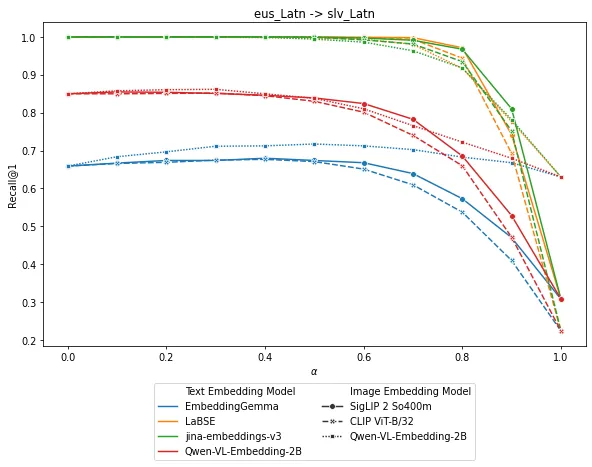 eus_Latn -> slv_Latn
1.0
0.9
0.8
0.7
0.6
0.5
0.4
0.3
0.2
Recall@1
0.0 0.2 0.4 0.6 0.8 1.0
α
Text Embedding Model Image Embedding Model
EmbeddingGemma SigLIP 2 So400m
LaBSE CLIP ViT-B/32
jina-embeddings-v3 Qwen-VL-Embedding-2B
Qwen-VL-Embedding-2B